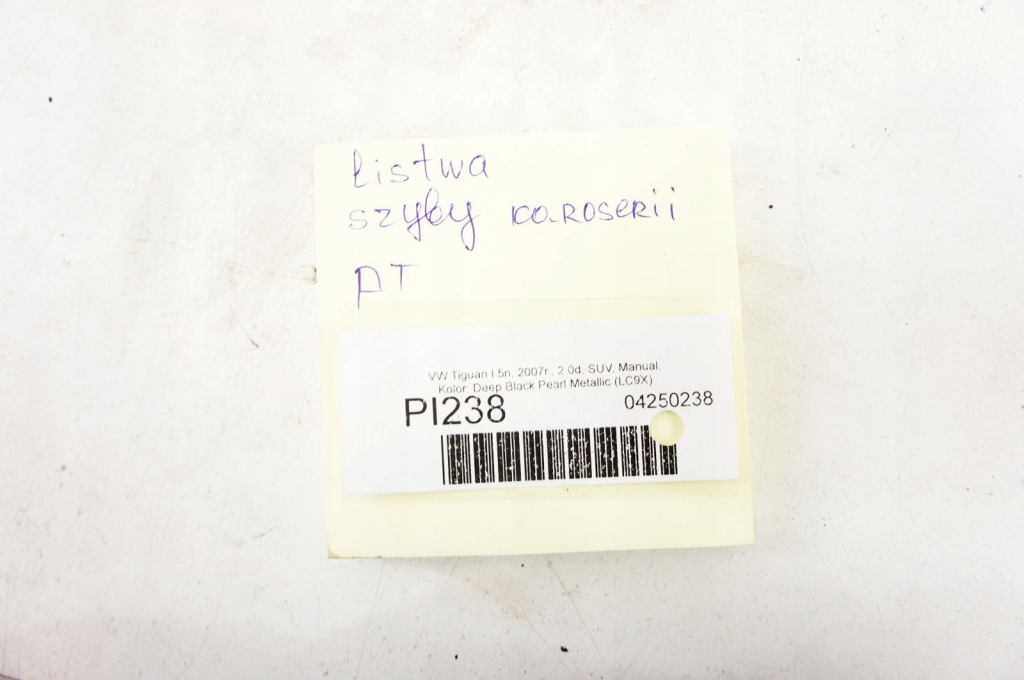 Listwa
szyby karoserii
PT
VW Tiguan I 5n, 2007r., 2.0d, SUV, Manual,
Kolor: Deep Black Pearl Metallic (LC9X)
PI238 04250238